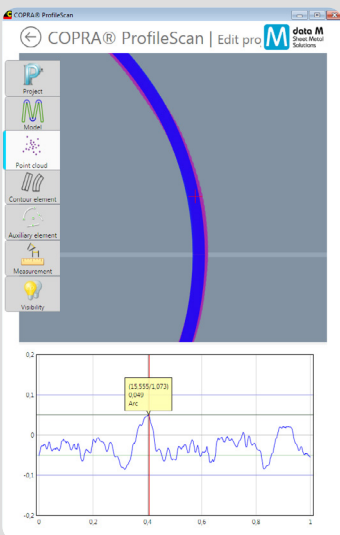 COPRA® ProfileScan
COPRA® ProfileScan | Edit pro
M
data M
Sheet Metal
Solutions
Project
Model
Point cloud
Contour element
Auxiliary element
Measurement
Visibility
0,2
0,1
0
-0,1
-0,2
(15.555/1,073)
0,049
Arc
0
0,2
0,4
0,6
0,8
1